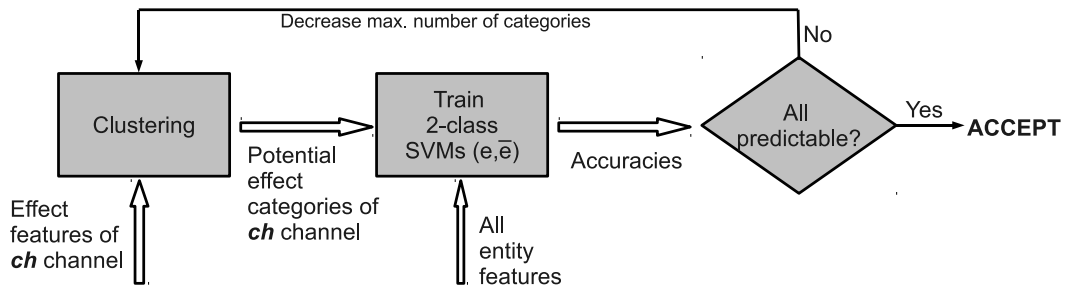 Decrease max. number of categories
No
Clustering
Train
2-class
SVMs (e,e̅)
All
predictable?
Yes
ACCEPT
Potential
effect
categories of
ch channel
Accuracies
Effect
features of
ch channel
All
entity
features